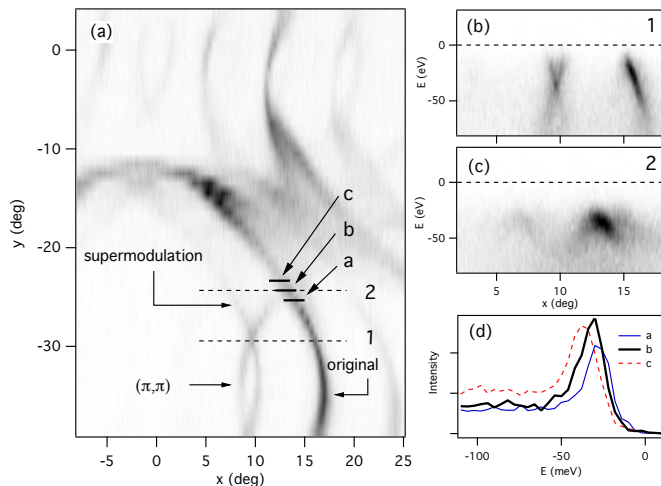 (a)
0
-10
-20
-30
y (deg)
supermodulation
c
b
a
2
1
original
(π,π)
-5 0 5 10 15 20 25
x (deg)
(b) 1
E (eV)
0
-50
(c) 2
E (eV)
0
-50
5 10 15
x (deg)
(d)
a
b
c
Intensity
-100 -50 0
E (meV)